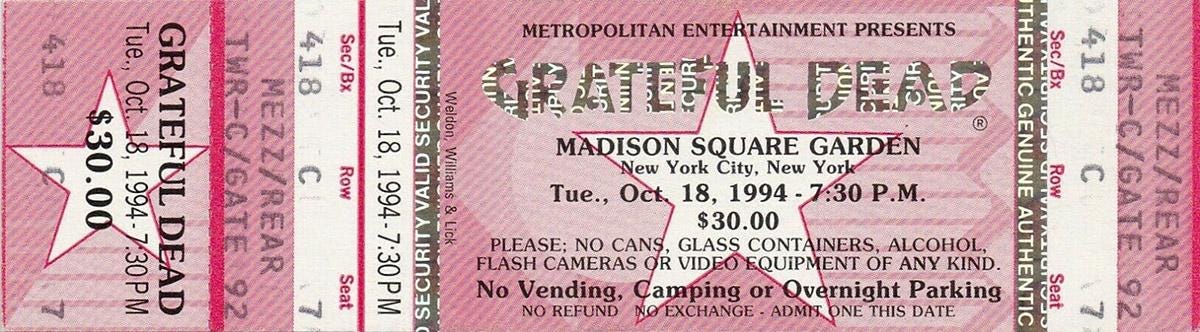 418 C 7
GRATEFUL DEAD
Tue., Oct. 18, 1994-7:30PM
$30.00
MEZZ/REAR
TWR-C/GATE 92
Sec/Bx Row Seat
418 C 7
Tue., Oct. 18, 1994-7:30PM
SECURITY VALID SECURITY VAL
Weldon, Williams & Lick
METROPOLITAN ENTERTAINMENT PRESENTS
GRATEFUL DEAD ®
MADISON SQUARE GARDEN
New York City, New York
Tue., Oct. 18, 1994 - 7:30 P.M.
$30.00
PLEASE; NO CANS, GLASS CONTAINERS, ALCOHOL,
FLASH CAMERAS OR VIDEO EQUIPMENT OF ANY KIND.
No Vending, Camping or Overnight Parking
NO REFUND NO EXCHANGE - ADMIT ONE THIS DATE
AUTHENTIC GENUINE AUTHENTIC
Sec/Bx Row Seat
418 C 7
MEZZ/REAR
TWR-C/GATE 92